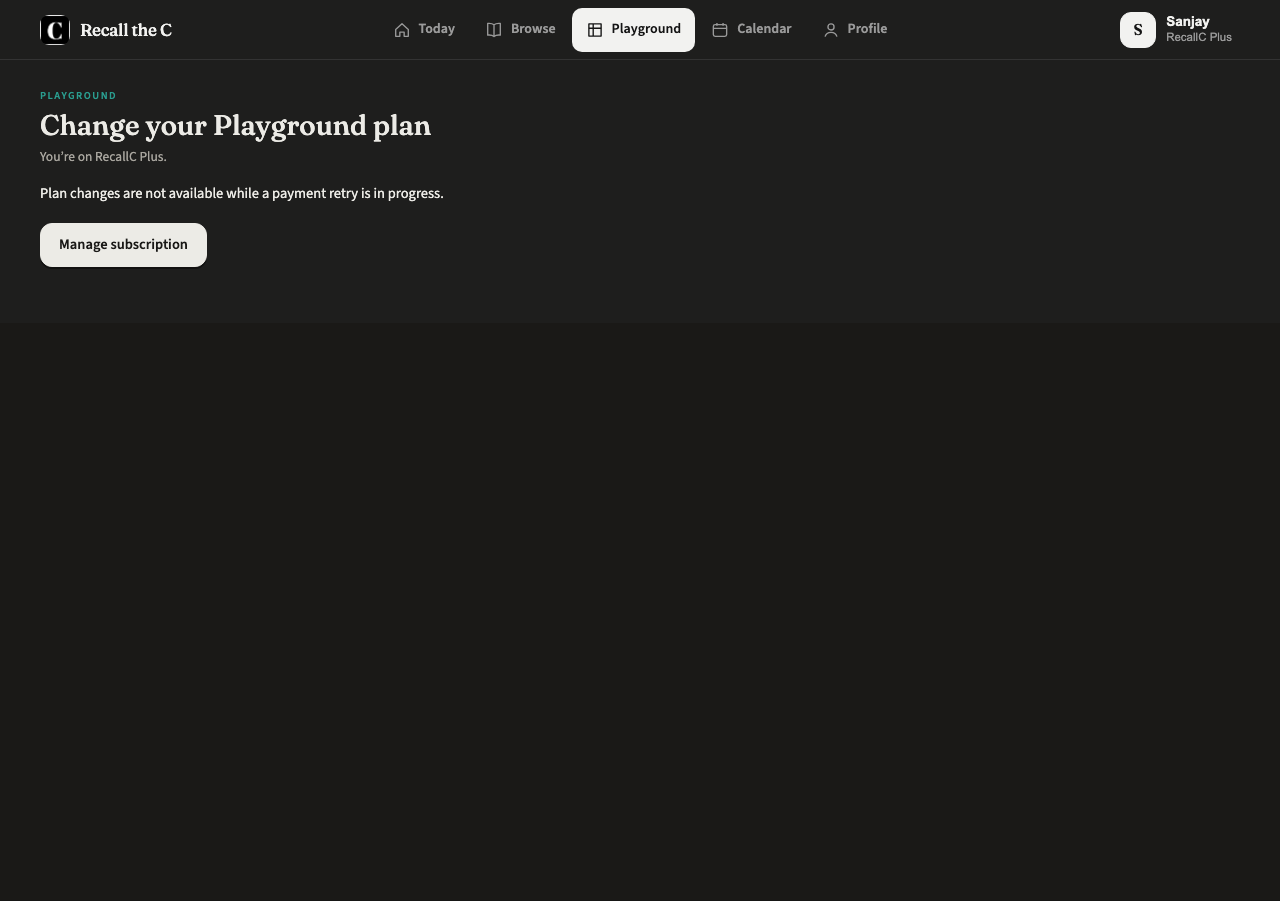 C Recall the C
Today
Browse
Playground
Calendar
Profile
S
Sanjay
RecallC Plus
PLAYGROUND
Change your Playground plan
You're on RecallC Plus.
Plan changes are not available while a payment retry is in progress.
Manage subscription